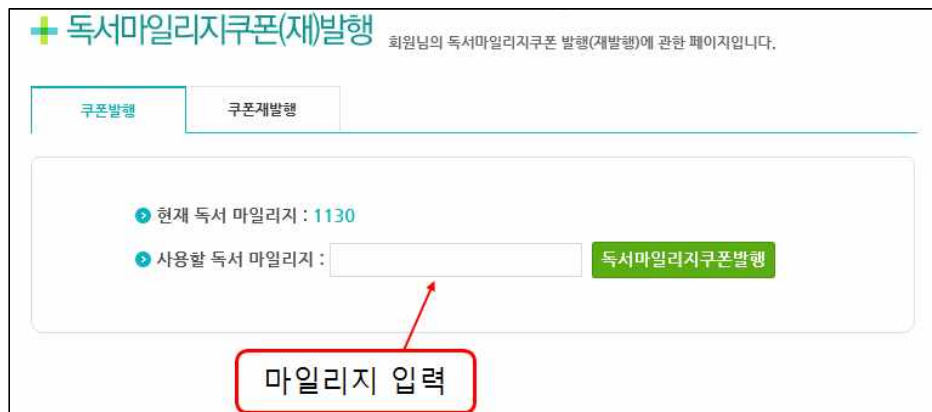 독서마일리지쿠폰(재)발행 회원님의 독서마일리지쿠폰 발행(재발행)에 관한 페이지입니다.
쿠폰발행 쿠폰재발행
현재 독서 마일리지 : 1130
사용할 독서 마일리지 : 독서마일리지쿠폰발행
마일리지 입력